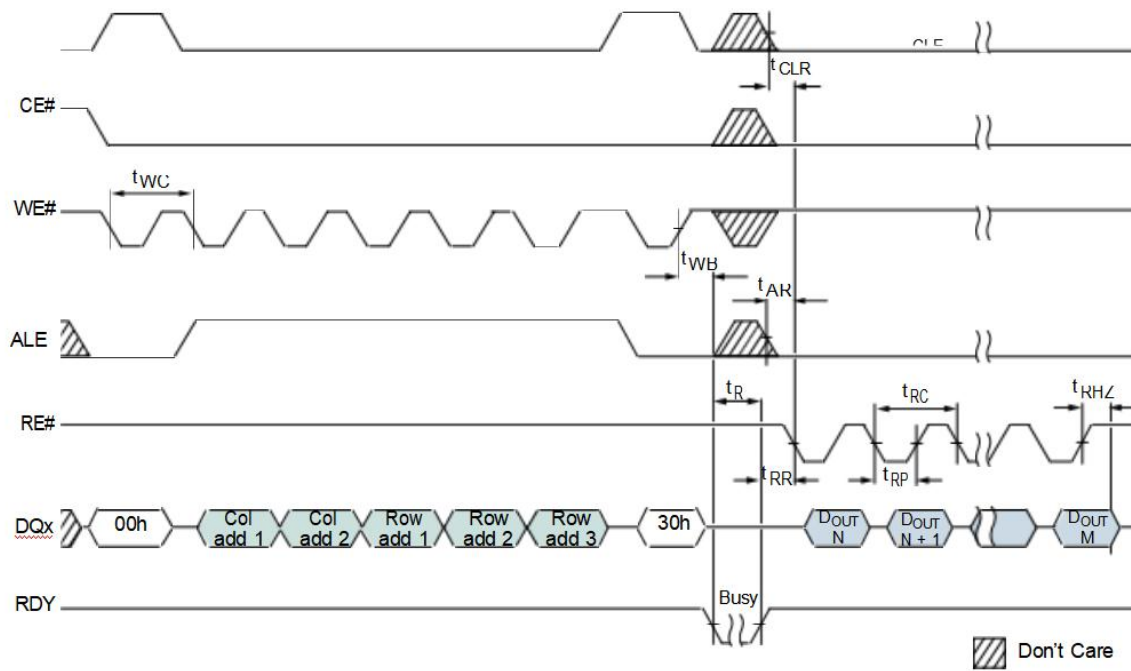 CLE
tCLR
CE#
tWC
WE#
tWB
tAR
ALE
tR
tRC
tRHZ
RE#
tRR
tRP
DQx
00h
Col add 1
Col add 2
Row add 1
Row add 2
Row add 3
30h
DOUT N
DOUT N + 1
DOUT M
RDY
Busy
Don't Care